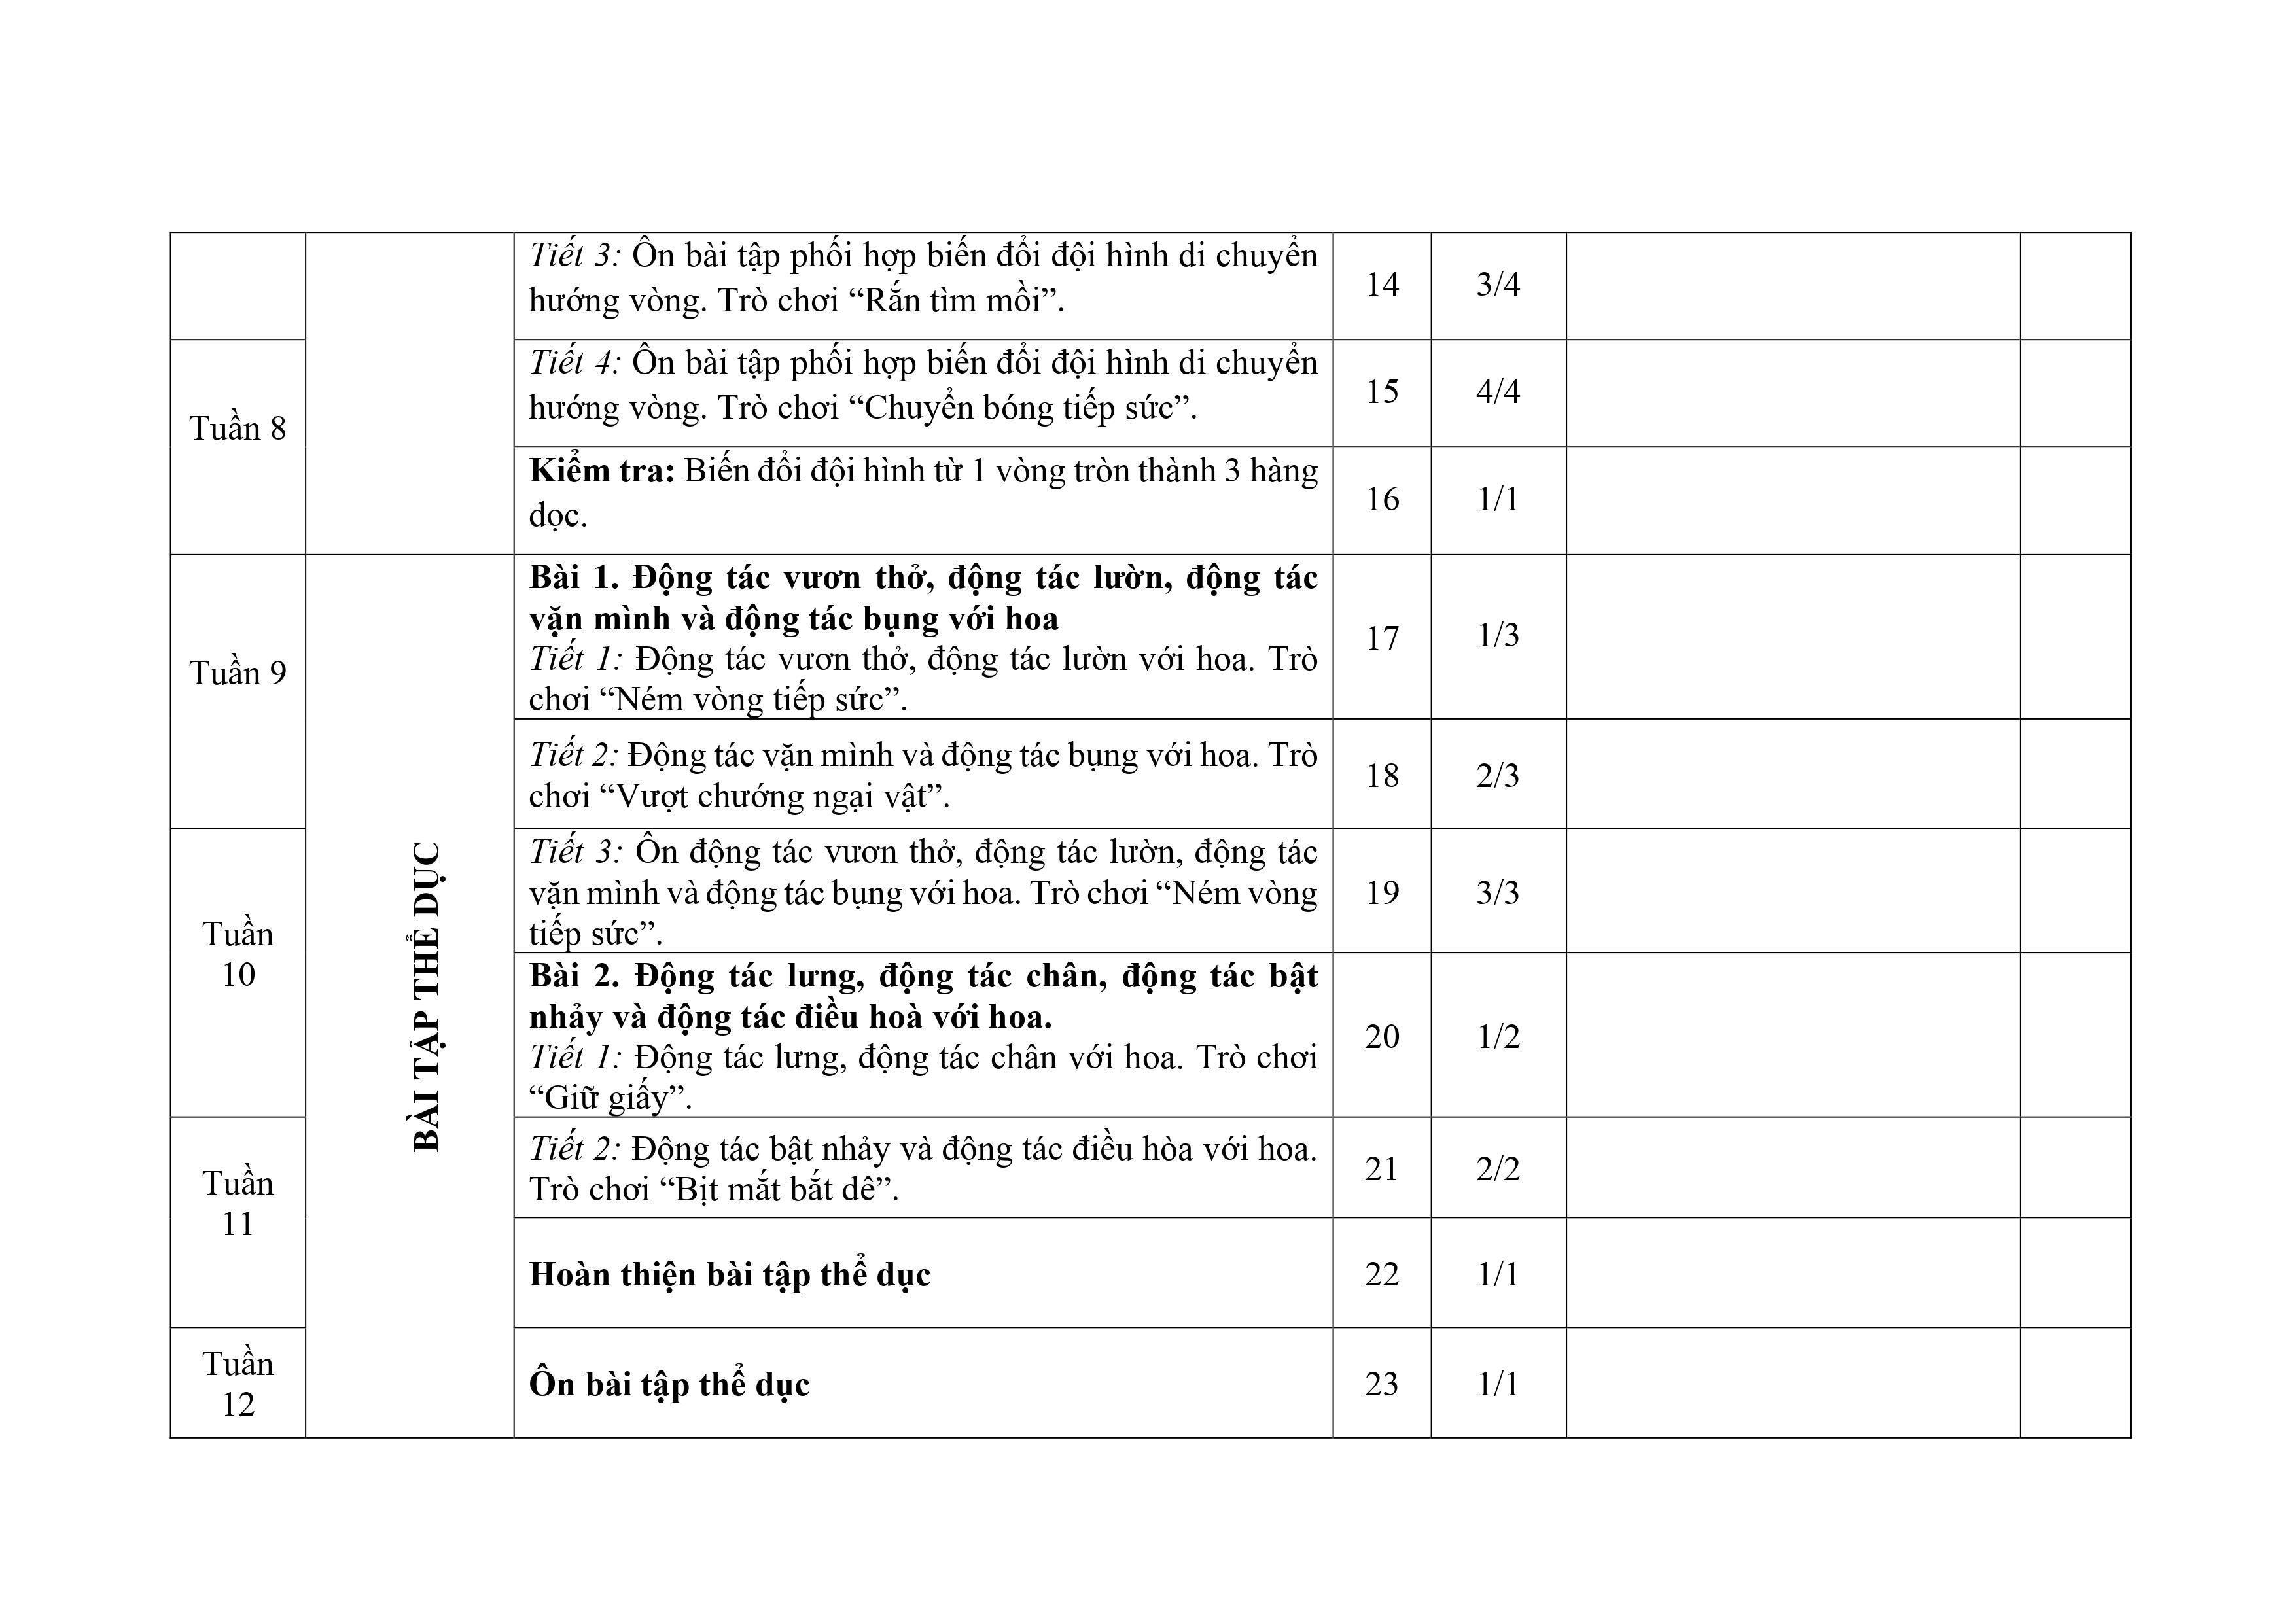 Tiết 3: Ôn bài tập phối hợp biến đổi đội hình di chuyển
hướng vòng. Trò chơi “Rắn tìm mồi”.
14
3/4
Tuần 8
Tiết 4: Ôn bài tập phối hợp biến đổi đội hình di chuyển
hướng vòng. Trò chơi “Chuyển bóng tiếp sức”.
15
4/4
Kiểm tra: Biến đổi đội hình từ 1 vòng tròn thành 3 hàng
dọc.
16
1/1
Tuần 9
BÀI TẬP THỂ DỤC
Bài 1. Động tác vươn thở, động tác lườn, động tác
vặn mình và động tác bụng với hoa
Tiết 1: Động tác vươn thở, động tác lườn với hoa. Trò
chơi “Ném vòng tiếp sức”.
17
1/3
Tiết 2: Động tác vặn mình và động tác bụng với hoa. Trò
chơi “Vượt chướng ngại vật”.
18
2/3
Tuần
10
Tiết 3: Ôn động tác vươn thở, động tác lườn, động tác
vặn mình và động tác bụng với hoa. Trò chơi “Ném vòng
tiếp sức”.
19
3/3
Bài 2. Động tác lưng, động tác chân, động tác bật
nhảy và động tác điều hoà với hoa.
Tiết 1: Động tác lưng, động tác chân với hoa. Trò chơi
“Giữ giấy”.
20
1/2
Tuần
11
Tiết 2: Động tác bật nhảy và động tác điều hòa với hoa.
Trò chơi “Bịt mắt bắt dê”.
21
2/2
Hoàn thiện bài tập thể dục
22
1/1
Tuần
12
Ôn bài tập thể dục
23
1/1